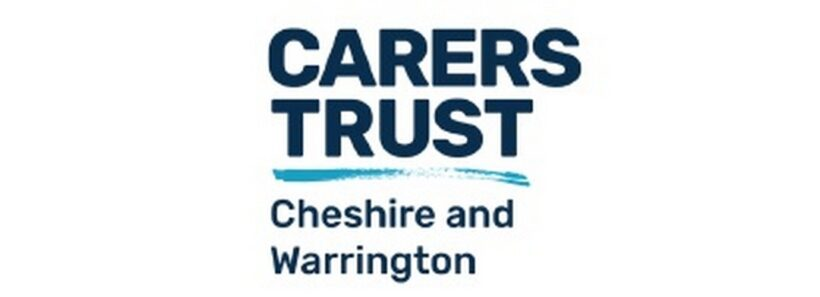 CARERS
TRUST
Cheshire and
Warrington